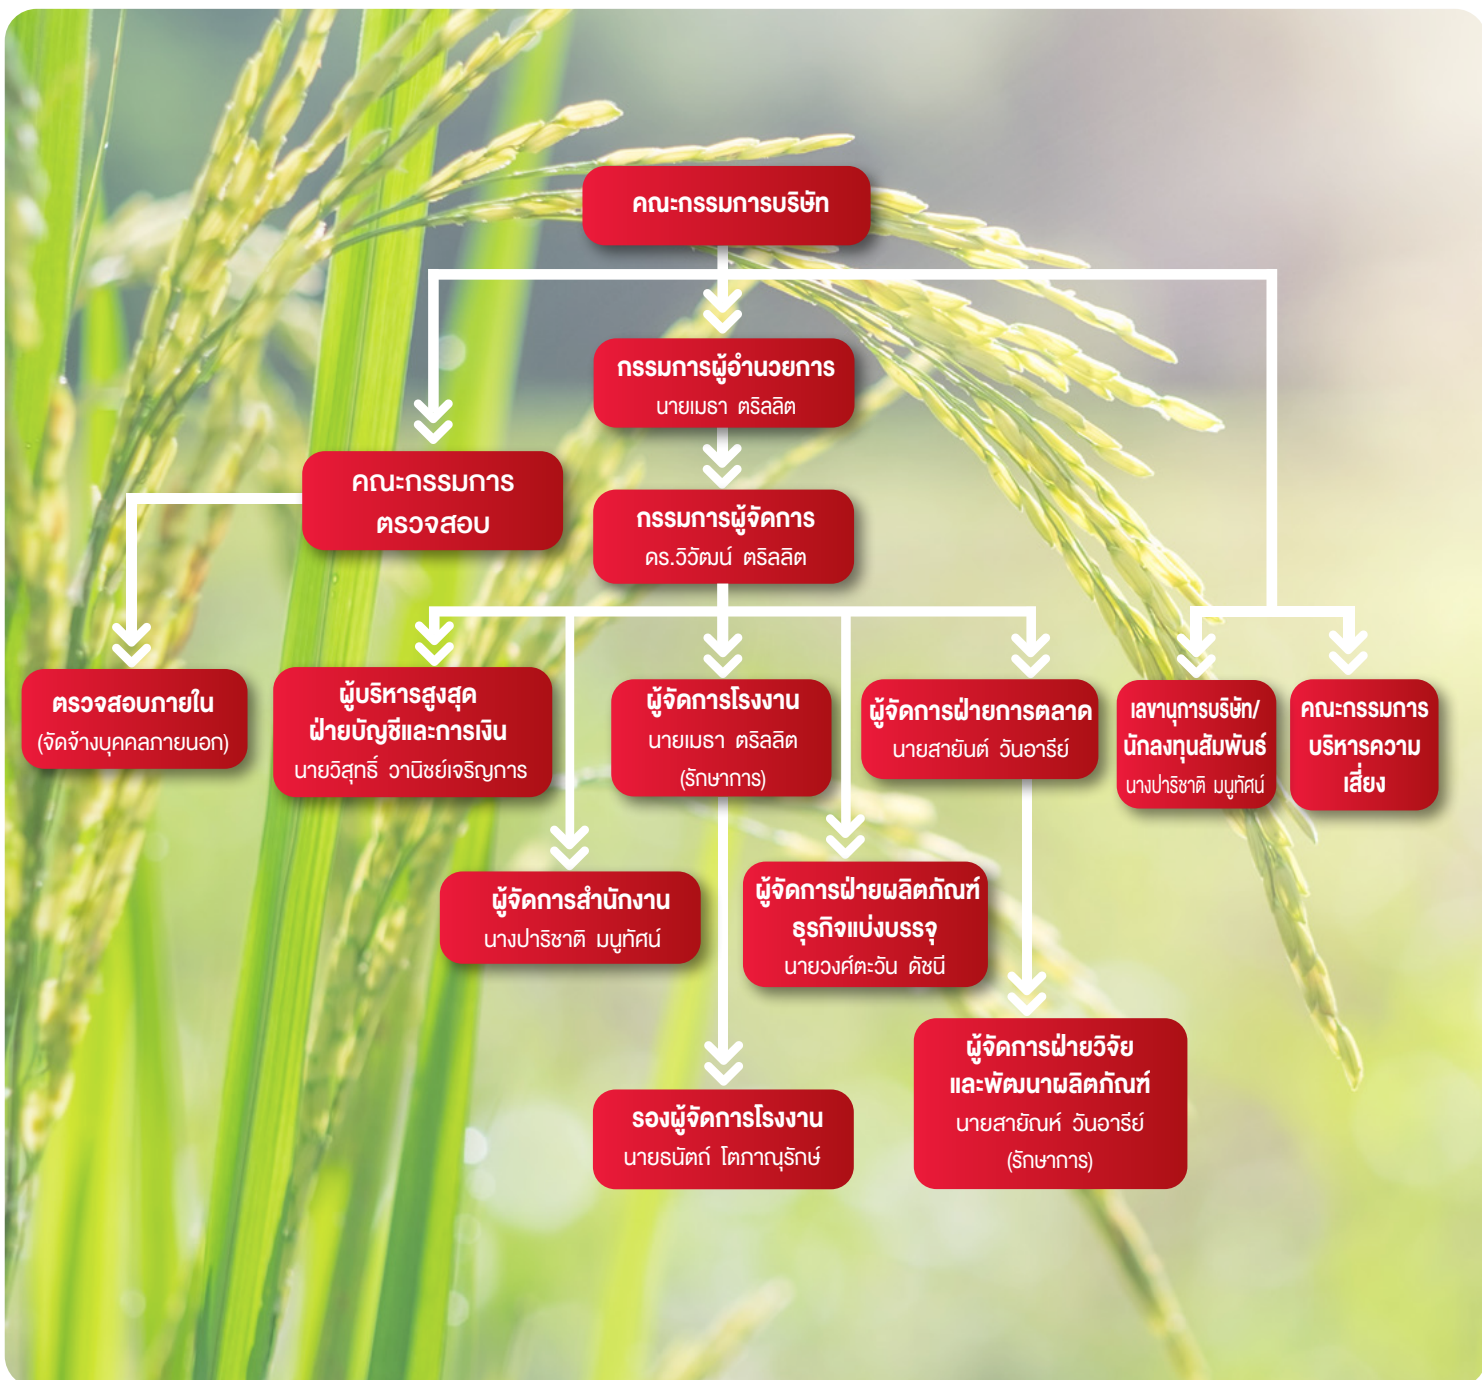 คณะกรรมการบริษัท
กรรมการผู้อำนวยการ
นายเมธา ตริลลิต
คณะกรรมการ
ตรวจสอบ
กรรมการผู้จัดการ
ดร.วิวัฒน์ ตริลลิต
ตรวจสอบภายใน
(จัดจ้างบุคคลภายนอก)
ผู้บริหารสูงสุด
ฝ่ายบัญชีและการเงิน
นายวิสุทธิ์ วานิชย์เจริญการ
ผู้จัดการโรงงาน
นายเมธา ตริลลิต
(รักษาการ)
ผู้จัดการฝ่ายการตลาด
นายสายันต์ วันอารีย์
เลขานุการบริษัท/
นักลงทุนสัมพันธ์
นางปาริชาติ มนูทัศน์
คณะกรรมการ
บริหารความ
เสี่ยง
ผู้จัดการสำนักงาน
นางปาริชาติ มนูทัศน์
ผู้จัดการฝ่ายผลิตภัณฑ์
ธุรกิจแบ่งบรรจุ
นายวงศ์ตะวัน ดัชนี
รองผู้จัดการโรงงาน
นายธนัตถ์ โตภาณุรักษ์
ผู้จัดการฝ่ายวิจัย
และพัฒนาผลิตภัณฑ์
นายสายัณห์ วันอารีย์
(รักษาการ)